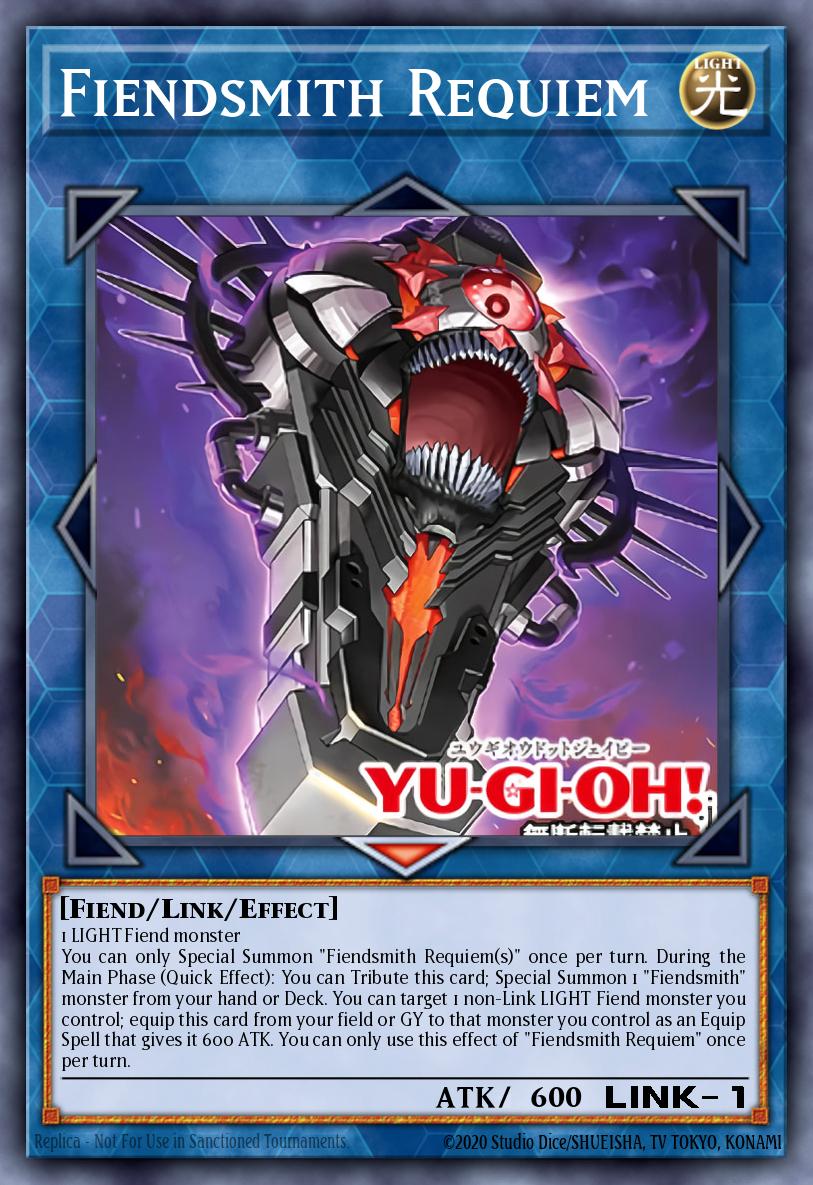 FIENDSMITH REQUIEM
LIGHT
光
ユウギオウドットジェイピー
YU-GI-OH!
無断転載禁止
[FIEND/LINK/EFFECT]
1 LIGHT Fiend monster
You can only Special Summon "Fiendsmith Requiem(s)" once per turn. During the
Main Phase (Quick Effect): You can Tribute this card; Special Summon 1 "Fiendsmith"
monster from your hand or Deck. You can target 1 non-Link LIGHT Fiend monster you
control; equip this card from your field or GY to that monster you control as an Equip
Spell that gives it 600 ATK. You can only use this effect of "Fiendsmith Requiem" once
per turn.
ATK/ 600 LINK-1
Replica - Not For Use in Sanctioned Tournaments.
©2020 Studio Dice/SHUEISHA, TV TOKYO, KONAMI